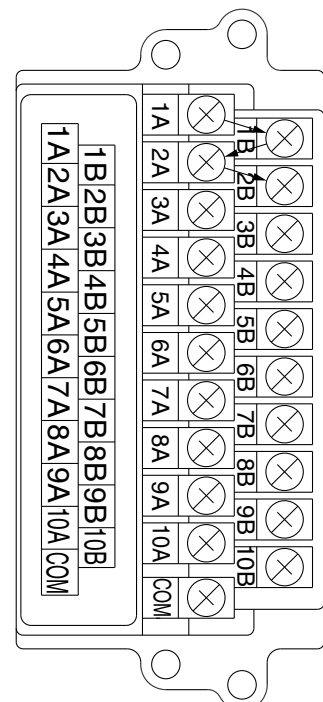 1A 2A 3A 4A 5A 6A 7A 8A 9A 10A COM
1B 2B 3B 4B 5B 6B 7B 8B 9B 10B
1A
2A
3A
4A
5A
6A
7A
8A
9A
10A
COM
1B
2B
3B
4B
5B
6B
7B
8B
9B
10B